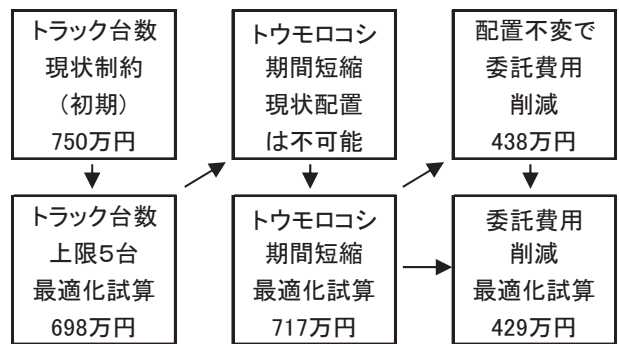 トラック台数
現状制約
（初期）
750万円
トウモロコシ
期間短縮
現状配置
は不可能
配置不変で
委託費用
削減
438万円
トラック台数
上限５台
最適化試算
698万円
トウモロコシ
期間短縮
最適化試算
717万円
委託費用
削減
最適化試算
429万円